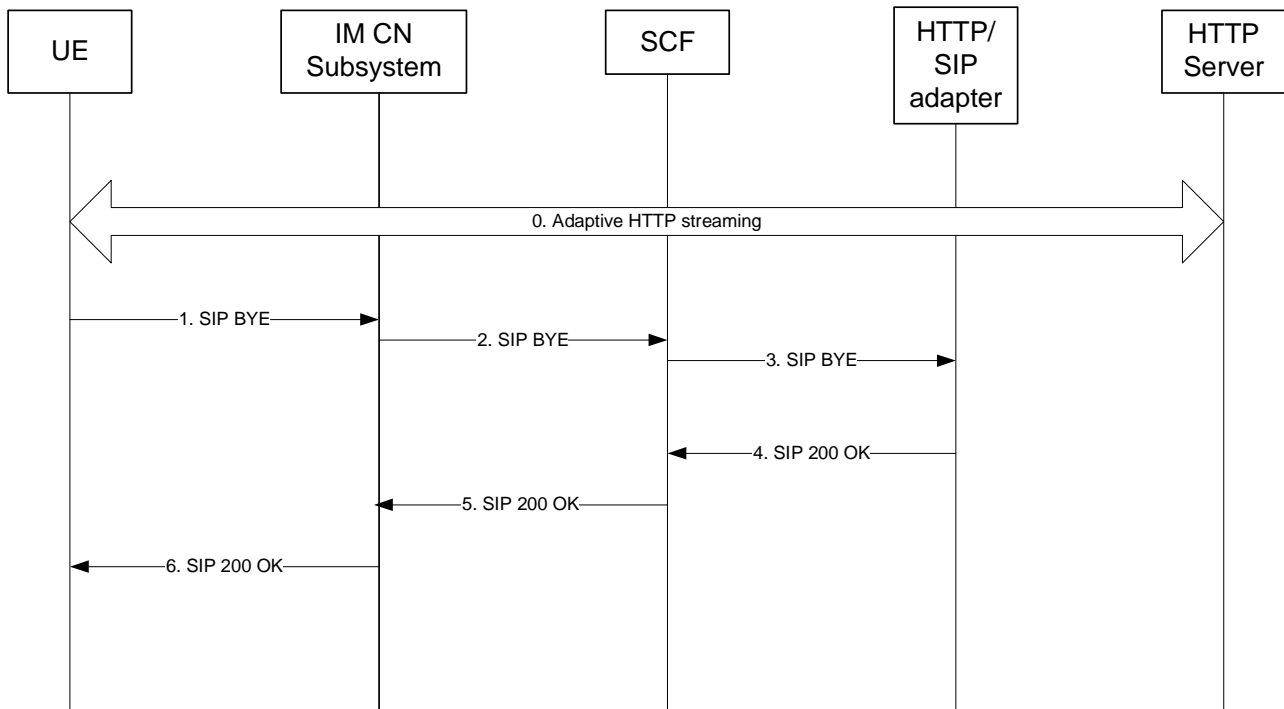 UE
IM CN
Subsystem
SCF
HTTP/
SIP
adapter
HTTP
Server
0. Adaptive HTTP streaming
1. SIP BYE
2. SIP BYE
3. SIP BYE
4. SIP 200 OK
5. SIP 200 OK
6. SIP 200 OK